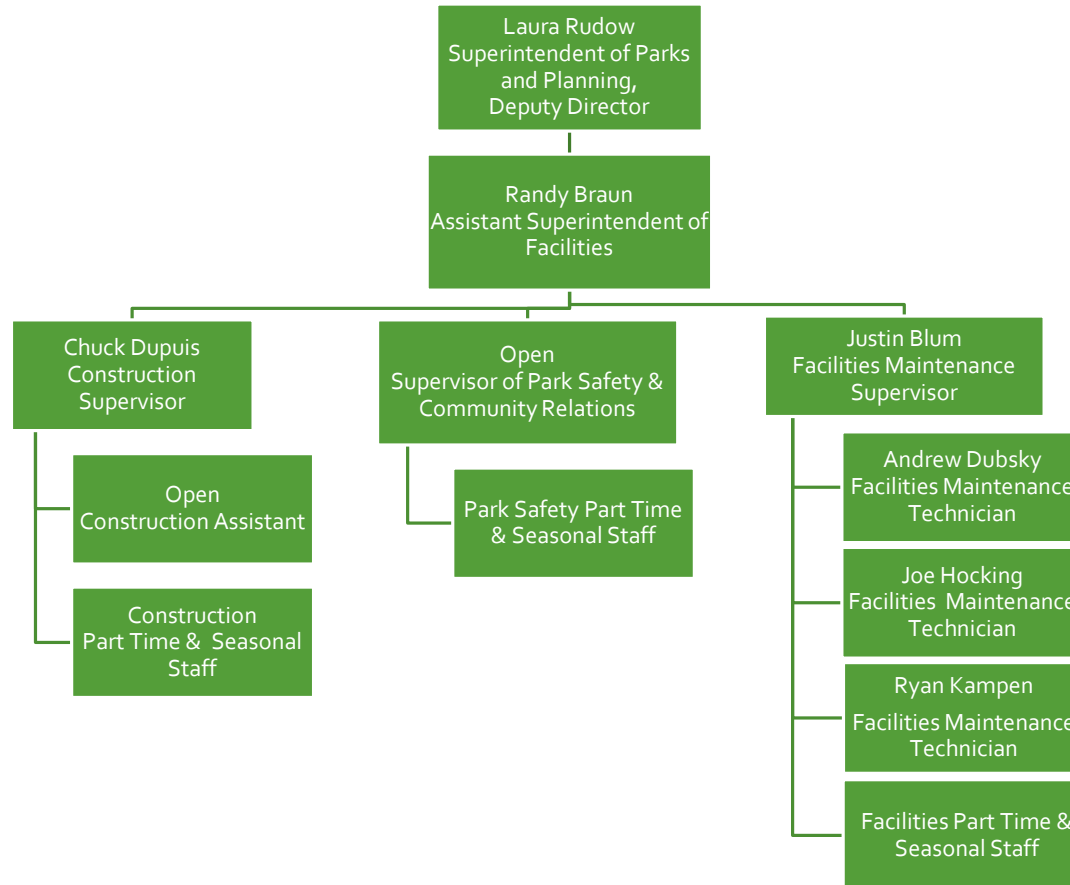 Laura Rudow
Superintendent of Parks
and Planning,
Deputy Director
Randy Braun
Assistant Superintendent of
Facilities
Chuck Dupuis
Construction
Supervisor
Open
Construction Assistant
Construction
Part Time &  Seasonal
Staff
Open
Supervisor of Park Safety &
Community Relations
Park Safety Part Time
& Seasonal Staff
Justin Blum
Facilities Maintenance
Supervisor
Andrew Dubsky
Facilities Maintenance
Technician
Joe Hocking
Facilities  Maintenance
Technician
Ryan Kampen
Facilities Maintenance
Technician
Facilities Part Time &
Seasonal Staff